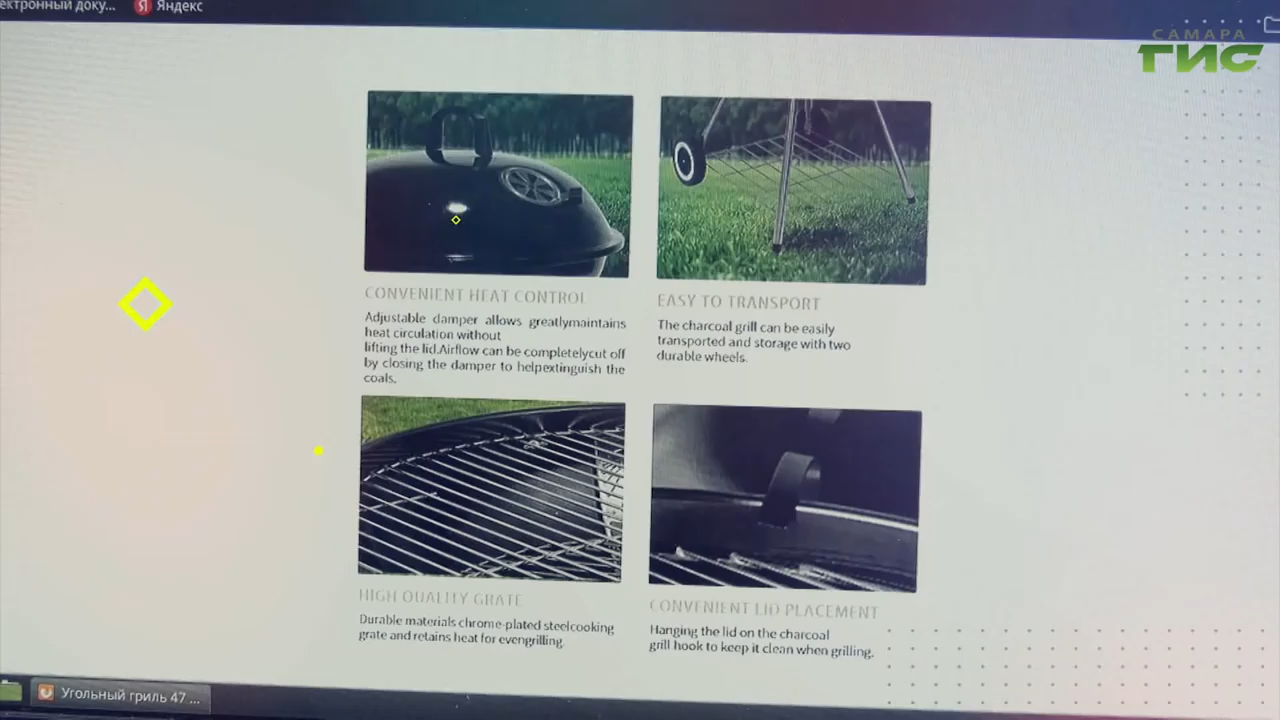 ектронный доку...
Яндекс
САМАРА
ГИС
CONVENIENT HEAT CONTROL
Adjustable damper allows greatlymaintains
heat circulation without
lifting the lid.Airflow can be completelycut off
by closing the damper to helpextinguish the
coals.
EASY TO TRANSPORT
The charcoal grill can be easily
transported and storage with two
durable wheels.
HIGH QUALITY GRATE
Durable materials chrome-plated steelcooking
grate and retains heat for evengrilling.
CONVENIENT LID PLACEMENT
Hanging the lid on the charcoal
grill hook to keep it clean when grilling.
Угольный гриль 47 ...